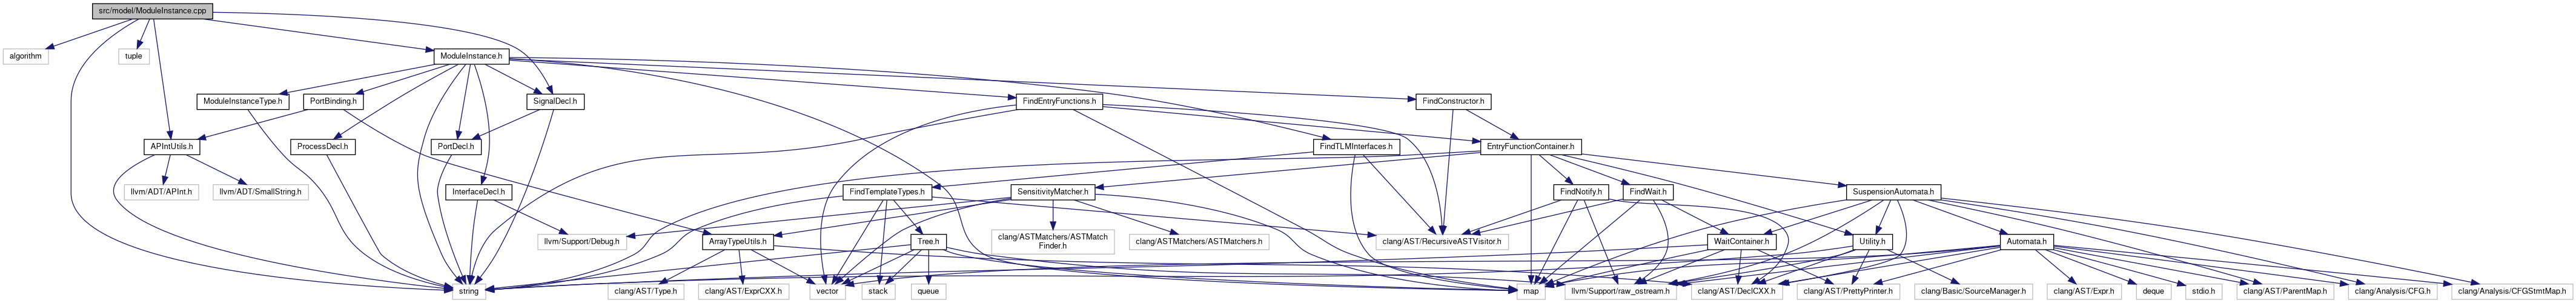 src/model/ModuleInstance.cpp
algorithm
tuple
ModuleInstance.h
ModuleInstanceType.h
PortBinding.h
SignalDecl.h
FindEntryFunctions.h
FindConstructor.h
APIntUtils.h
ProcessDecl.h
PortDecl.h
FindTLMInterfaces.h
EntryFunctionContainer.h
llvm/ADT/APInt.h
llvm/ADT/SmallString.h
InterfaceDecl.h
FindTemplateTypes.h
SensitivityMatcher.h
FindNotify.h
FindWait.h
SuspensionAutomata.h
llvm/Support/Debug.h
ArrayTypeUtils.h
Tree.h
clang/ASTMatchers/ASTMatch
Finder.h
clang/ASTMatchers/ASTMatchers.h
clang/AST/RecursiveASTVisitor.h
WaitContainer.h
Utility.h
Automata.h
string
clang/AST/Type.h
clang/AST/ExprCXX.h
vector
stack
queue
map
llvm/Support/raw_ostream.h
clang/AST/DeclCXX.h
clang/AST/PrettyPrinter.h
clang/Basic/SourceManager.h
clang/AST/Expr.h
deque
stdio.h
clang/AST/ParentMap.h
clang/Analysis/CFG.h
clang/Analysis/CFGStmtMap.h